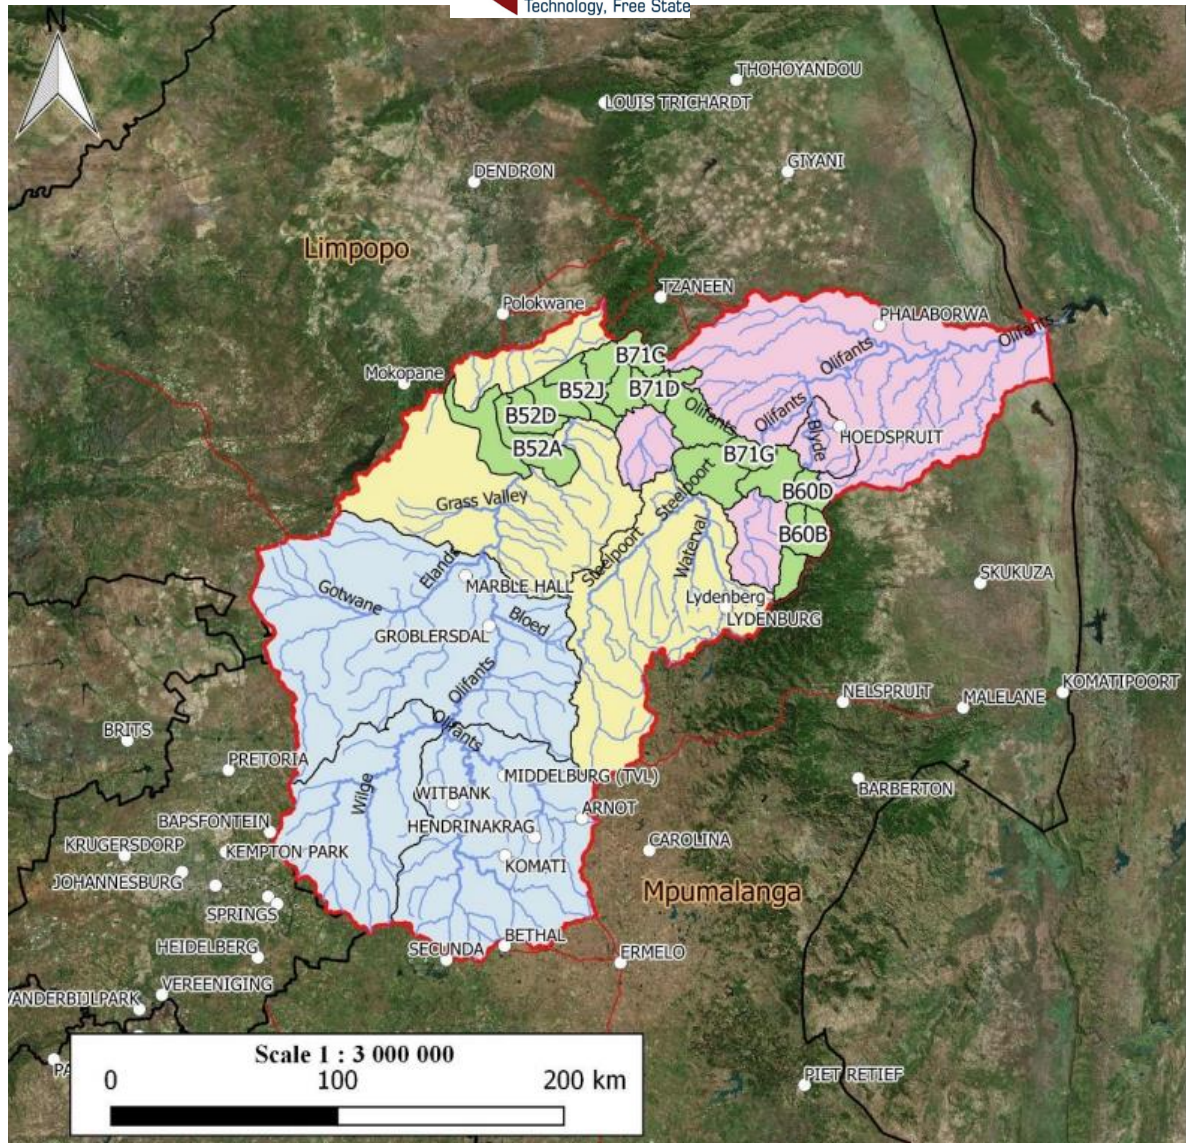 Technology, Free State
N
THOHOYANDOU
LOUIS TRICHARDT
GIYANI
DENDRON
Limpopo
TZANEEN
Polokwane
PHALABORWA
Olifants
B71C
Olifants
Mokopane
B52J
B71D
Olifants
Olifants
B52D
Blyde
HOEDSPRUIT
B52A
B71G
Steelpoort
B60D
Grass Valley
B60B
Waterval
Steelpoort
Elands
SKUKUZA
MARBLE HALL
Gotwane
Lydenberg
Bloed
LYDENBURG
GROBLERSDAL
Olifants
KOMATIPOORT
NELSPRUIT
MALELANE
Olifants
BRITS
PRETORIA
MIDDELBURG (TVL)
Wilge
WITBANK
BARBERTON
ARNOT
BAPSFONTEIN
HENDRINAKRAG
CAROLINA
KRUGERSDORP
KEMPTON PARK
KOMATI
JOHANNESBURG
Mpumalanga
SPRINGS
BETHAL
HEIDELBERG
SECUNDA
ERMELO
VEREENIGING
VANDERBIJLPARK
Scale 1 : 3 000 000
PA
PIET RETIEF
0 100 200 km